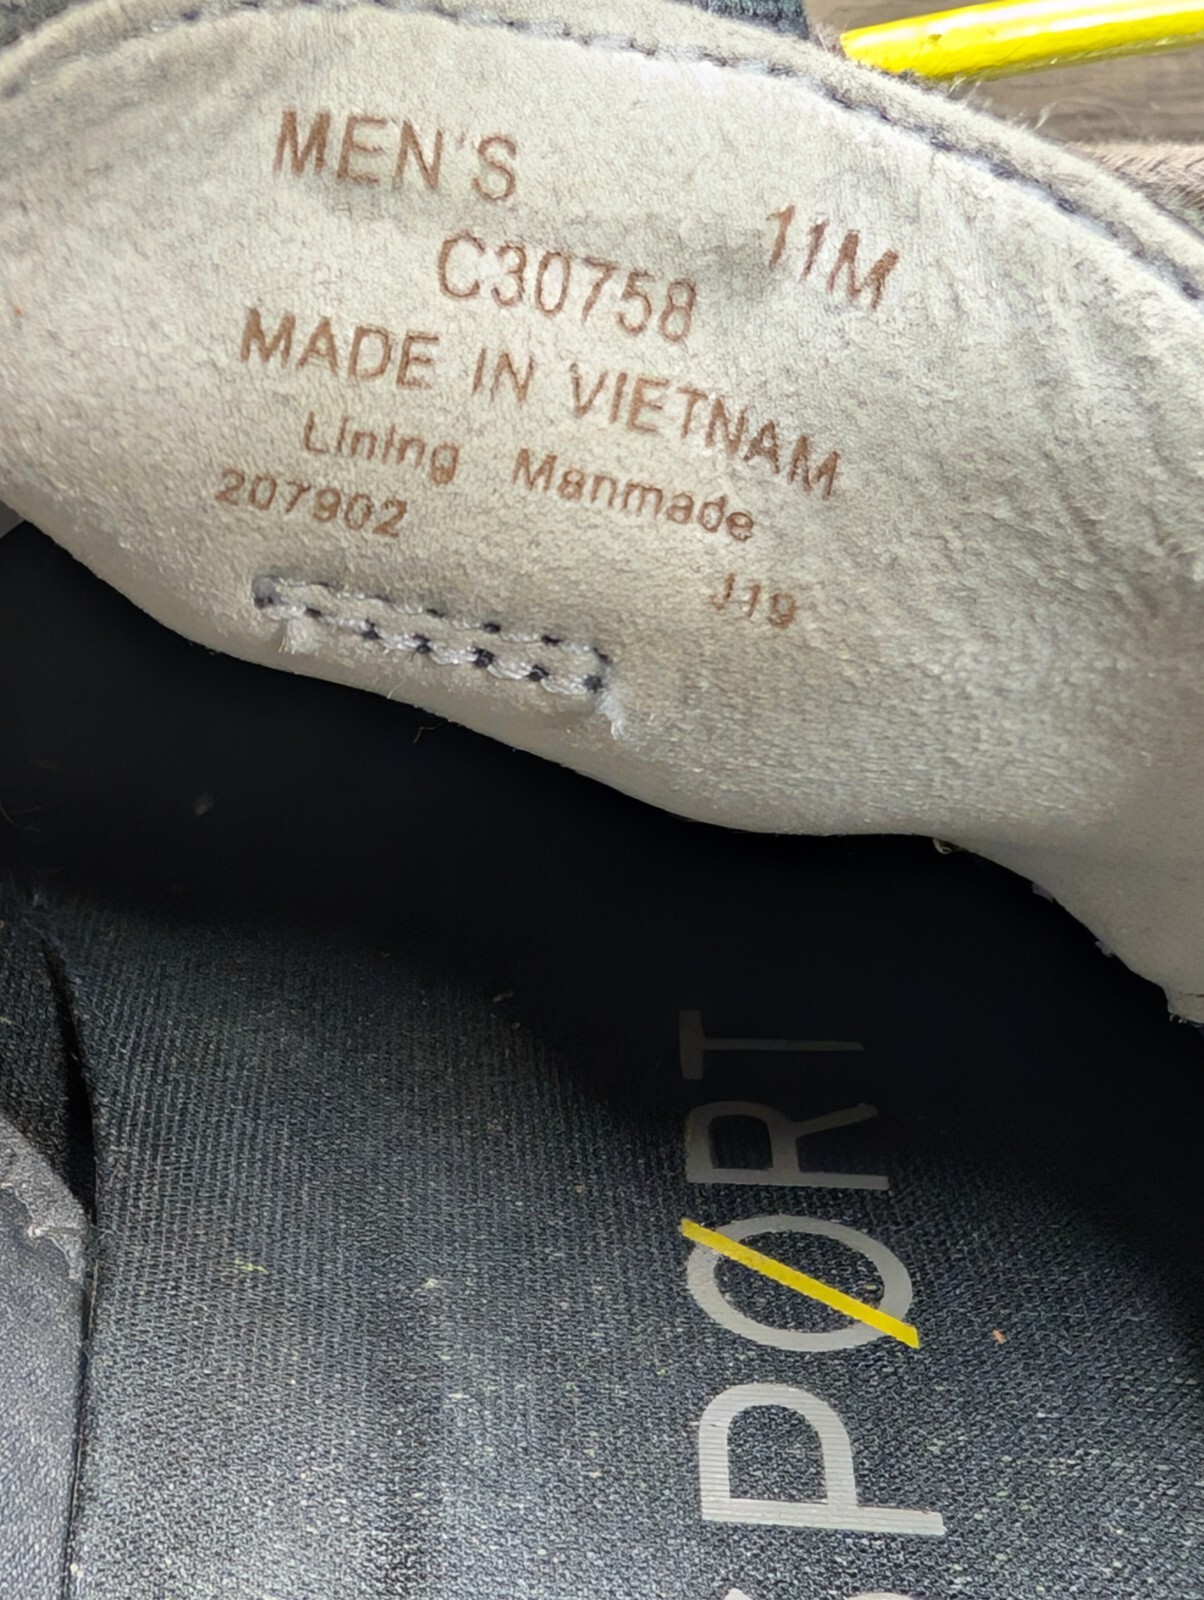 MEN'S
11M
C30758
MADE IN VIETNAM
Lining Manmade
207902
J19
PØRT